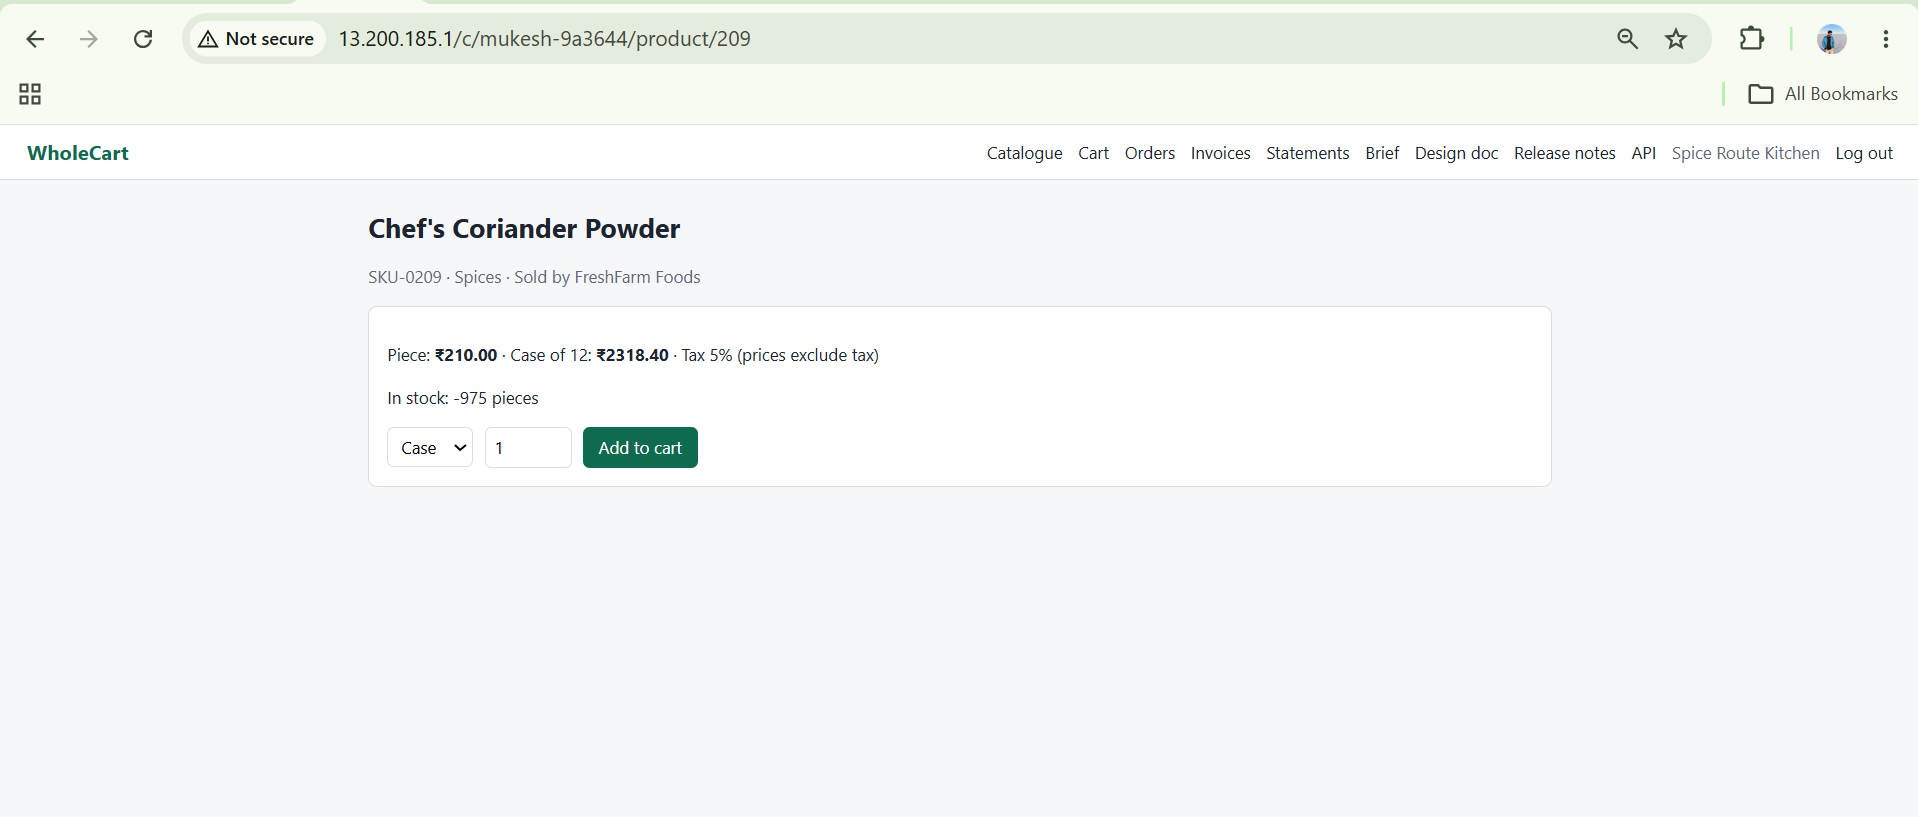 Not secure
13.200.185.1/c/mukesh-9a3644/product/209
All Bookmarks
WholeCart
Catalogue Cart Orders Invoices Statements Brief Design doc Release notes API Spice Route Kitchen Log out
Chef's Coriander Powder
SKU-0209 · Spices · Sold by FreshFarm Foods
Piece: ₹210.00 · Case of 12: ₹2318.40 · Tax 5% (prices exclude tax)
In stock: -975 pieces
Case 1 Add to cart